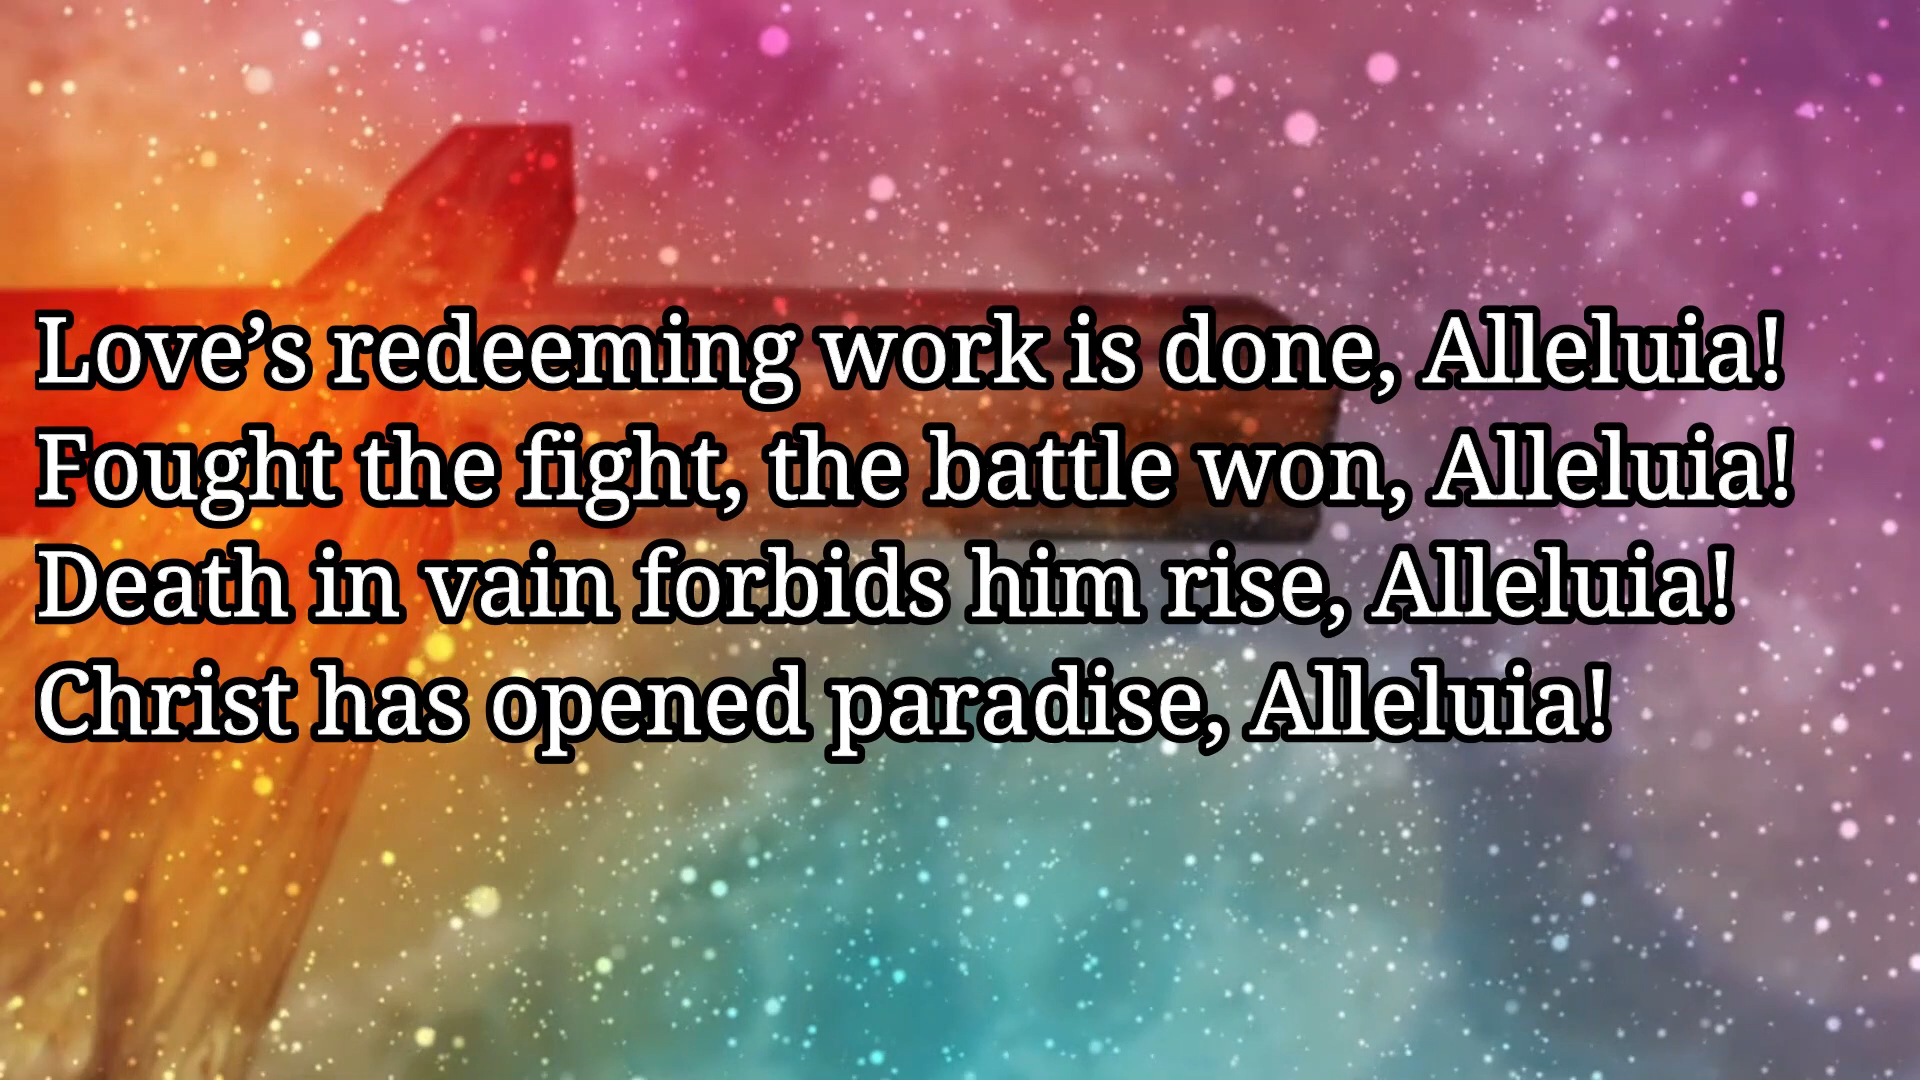 Love’s redeeming work is done, Alleluia!
Fought the fight, the battle won, Alleluia!
Death in vain forbids him rise, Alleluia!
Christ has opened paradise, Alleluia!